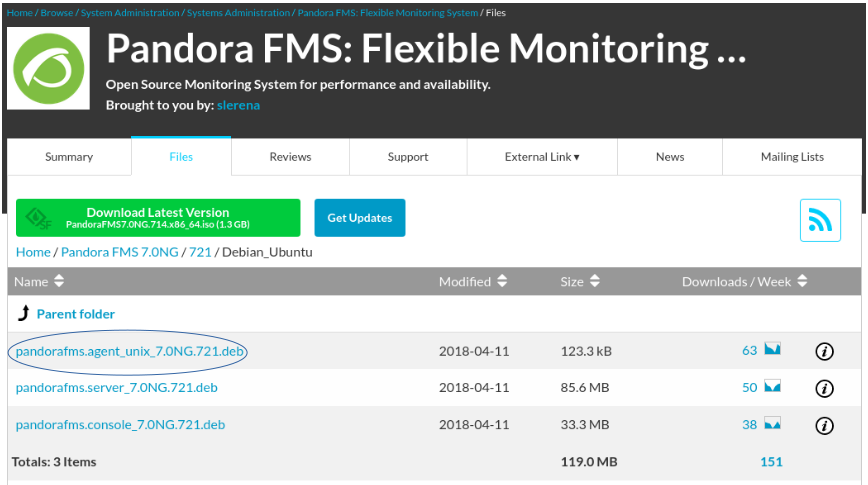 Home / Browse / System Administration / Systems Administration / Pandora FMS: Flexible Monitoring System / Files
Pandora FMS: Flexible Monitoring ...
Open Source Monitoring System for performance and availability.
Brought to you by: slerena
Summary Files Reviews Support External Link ▾ News Mailing Lists
Download Latest Version
PandoraFMS7.0NG.714.x86_64.iso (1.3 GB)
SF
Get Updates
Home / Pandora FMS 7.0NG / 721 / Debian_Ubuntu
Name Modified Size Downloads / Week
Parent folder
pandorafms.agent_unix_7.0NG.721.deb 2018-04-11 123.3 kB 63 i
pandorafms.server_7.0NG.721.deb 2018-04-11 85.6 MB 50 i
pandorafms.console_7.0NG.721.deb 2018-04-11 33.3 MB 38 i
Totals: 3 Items 119.0 MB 151